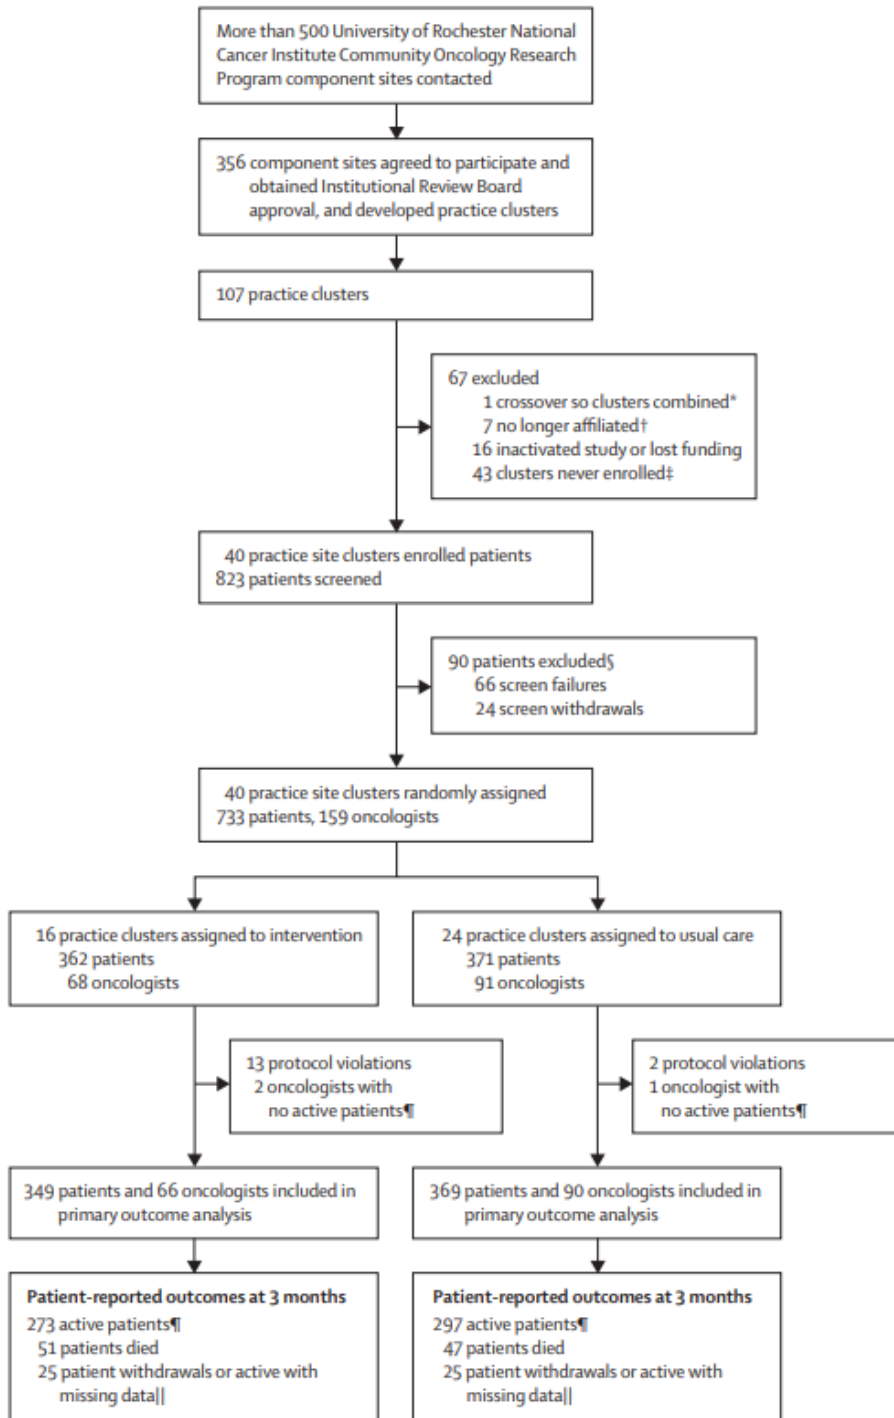 More than 500 University of Rochester National
Cancer Institute Community Oncology Research
Program component sites contacted
356 component sites agreed to participate and
obtained Institutional Review Board
approval, and developed practice clusters
107 practice clusters
67 excluded
1 crossover so clusters combined*
7 no longer affiliated†
16 inactivated study or lost funding
43 clusters never enrolled‡
40 practice site clusters enrolled patients
823 patients screened
90 patients excluded§
66 screen failures
24 screen withdrawals
40 practice site clusters randomly assigned
733 patients, 159 oncologists
16 practice clusters assigned to intervention
362 patients
68 oncologists
24 practice clusters assigned to usual care
371 patients
91 oncologists
13 protocol violations
2 oncologists with
no active patients¶
2 protocol violations
1 oncologist with
no active patients¶
349 patients and 66 oncologists included in
primary outcome analysis
369 patients and 90 oncologists included in
primary outcome analysis
Patient-reported outcomes at 3 months
273 active patients¶
51 patients died
25 patient withdrawals or active with
missing data||
Patient-reported outcomes at 3 months
297 active patients¶
47 patients died
25 patient withdrawals or active with
missing data||